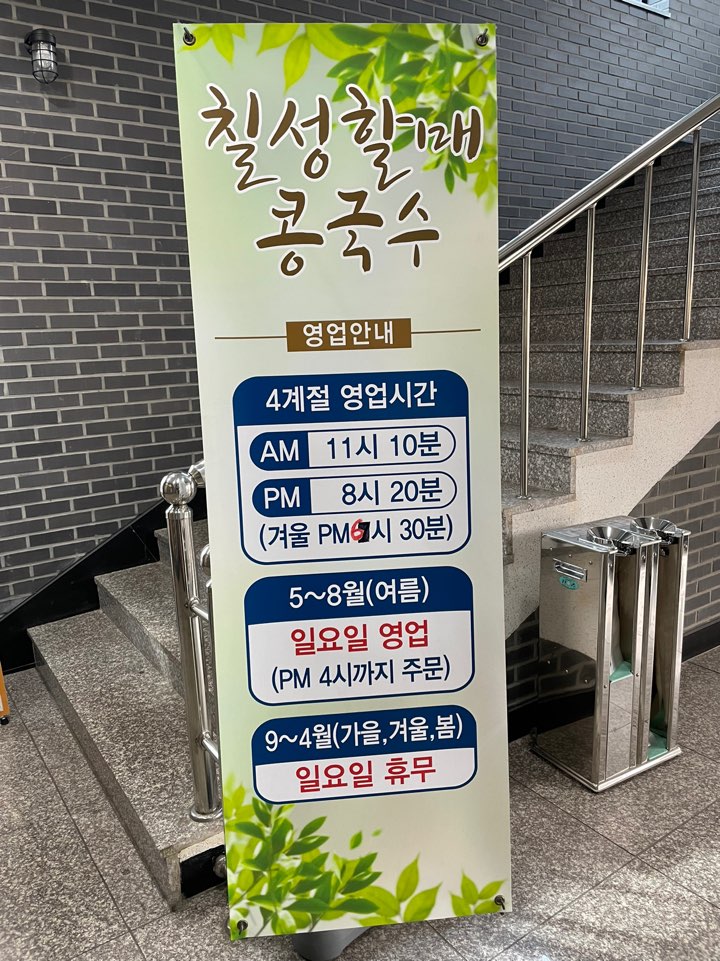 칠성할매
콩국수
영업안내
4계절 영업시간
AM 11시 10분
PM 8시 20분
(겨울 PM 6시 30분)
5~8월(여름)
일요일 영업
(PM 4시까지 주문)
9~4월(가을,겨울,봄)
일요일 휴무